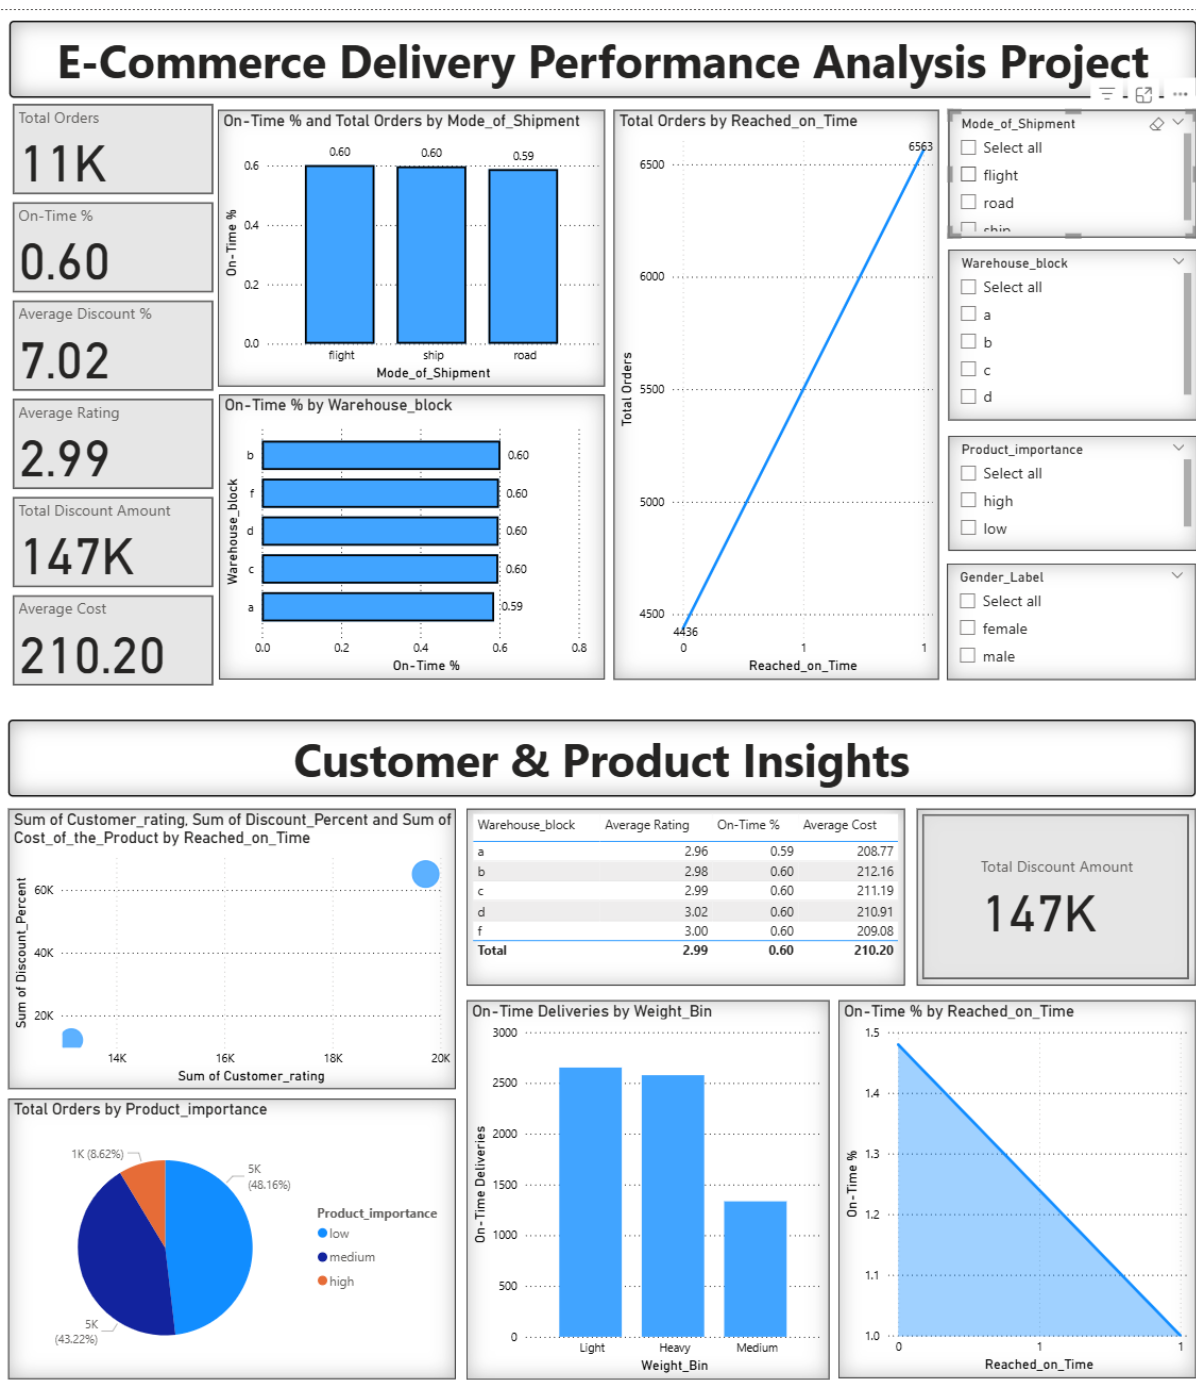 E-Commerce Delivery Performance Analysis Project
Total Orders
11K
On-Time %
0.60
Average Discount %
7.02
Average Rating
2.99
Total Discount Amount
147K
Average Cost
210.20
On-Time % and Total Orders by Mode_of_Shipment
0.60
0.60
0.59
0.6
0.4
0.2
0.0
On-Time %
flight
ship
road
Mode_of_Shipment
On-Time % by Warehouse_block
Warehouse_block
b
0.60
f
0.60
d
0.60
c
0.60
a
0.59
0.0
0.2
0.4
0.6
0.8
On-Time %
Total Orders by Reached_on_Time
6563
6500
6000
5500
5000
4500
4436
Total Orders
0
1
1
Reached_on_Time
Mode_of_Shipment
Select all
flight
road
ship
Warehouse_block
Select all
a
b
c
d
Product_importance
Select all
high
low
Gender_Label
Select all
female
male
Customer & Product Insights
Sum of Customer_rating, Sum of Discount_Percent and Sum of
Cost_of_the_Product by Reached_on_Time
Sum of Discount_Percent
60K
40K
20K
14K
16K
18K
20K
Sum of Customer_rating
Warehouse_block Average Rating On-Time % Average Cost
a 2.96 0.59 208.77
b 2.98 0.60 212.16
c 2.99 0.60 211.19
d 3.02 0.60 210.91
f 3.00 0.60 209.08
Total 2.99 0.60 210.20
Total Discount Amount
147K
Total Orders by Product_importance
1K (8.62%)
5K
(48.16%)
5K
(43.22%)
Product_importance
low
medium
high
On-Time Deliveries by Weight_Bin
3000
2500
2000
1500
1000
500
0
On-Time Deliveries
Light
Heavy
Medium
Weight_Bin
On-Time % by Reached_on_Time
1.5
1.4
1.3
1.2
1.1
1.0
On-Time %
0
1
1
Reached_on_Time